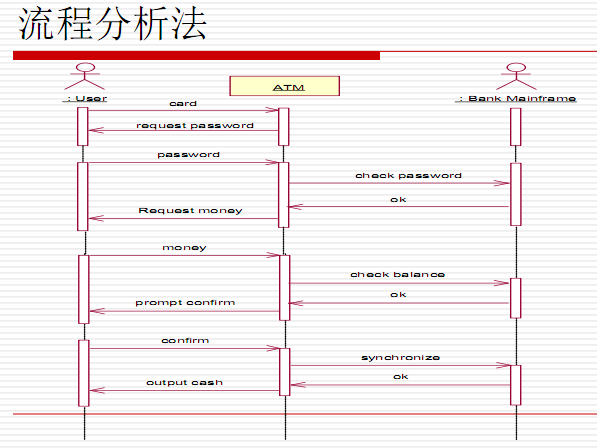 流程分析法
ATM
: User
: Bank Mainframe
card
request password
password
check password
ok
Request money
money
check balance
ok
prompt confirm
confirm
synchronize
ok
output cash